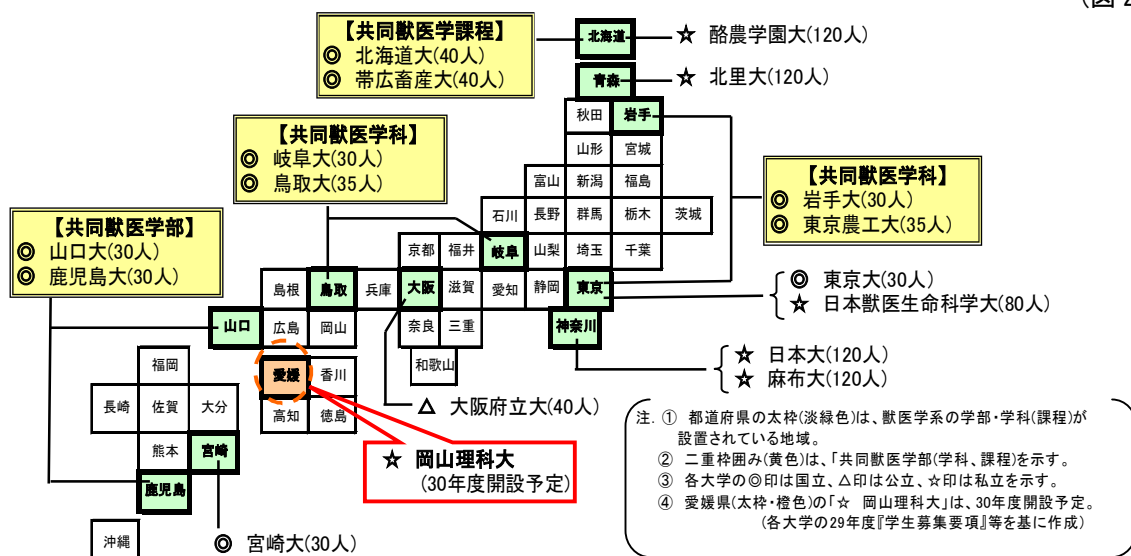 (図 2
【共同獣医学課程】
◎ 北海道大(40人)
◎ 帯広畜産大(40人)
北海道
☆ 酪農学園大(120人)
青森
☆ 北里大(120人)
秋田
岩手
【共同獣医学科】
◎ 岐阜大(30人)
◎ 鳥取大(35人)
山形
宮城
【共同獣医学科】
◎ 岩手大(30人)
◎ 東京農工大(35人)
富山
新潟
福島
石川
長野
群馬
栃木
茨城
【共同獣医学部】
◎ 山口大(30人)
◎ 鹿児島大(30人)
京都
福井
岐阜
山梨
埼玉
千葉
島根
鳥取
兵庫
大阪
滋賀
愛知
静岡
東京
◎ 東京大(30人)
☆ 日本獣医生命科学大(80人)
山口
広島
岡山
奈良
三重
神奈川
☆ 日本大(120人)
☆ 麻布大(120人)
和歌山
福岡
愛媛
香川
長崎
佐賀
大分
高知
徳島
△ 大阪府立大(40人)
熊本
宮崎
☆ 岡山理科大
(30年度開設予定)
鹿児島
沖縄
◎ 宮崎大(30人)
注. ① 都道府県の太枠(淡緑色)は、獣医学系の学部・学科(課程)が
設置されている地域。
② 二重枠囲み(黄色)は、「共同獣医学部(学科、課程)を示す。
③ 各大学の◎印は国立、△印は公立、☆印は私立を示す。
④ 愛媛県(太枠・橙色)の「☆ 岡山理科大」は、30年度開設予定。
(各大学の29年度『学生募集要項』等を基に作成)